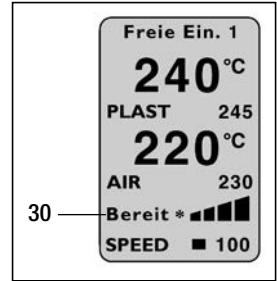 Freie Ein. 1
240°C
PLAST 245
220°C
AIR 230
30 Bereit *
SPEED ■ 100